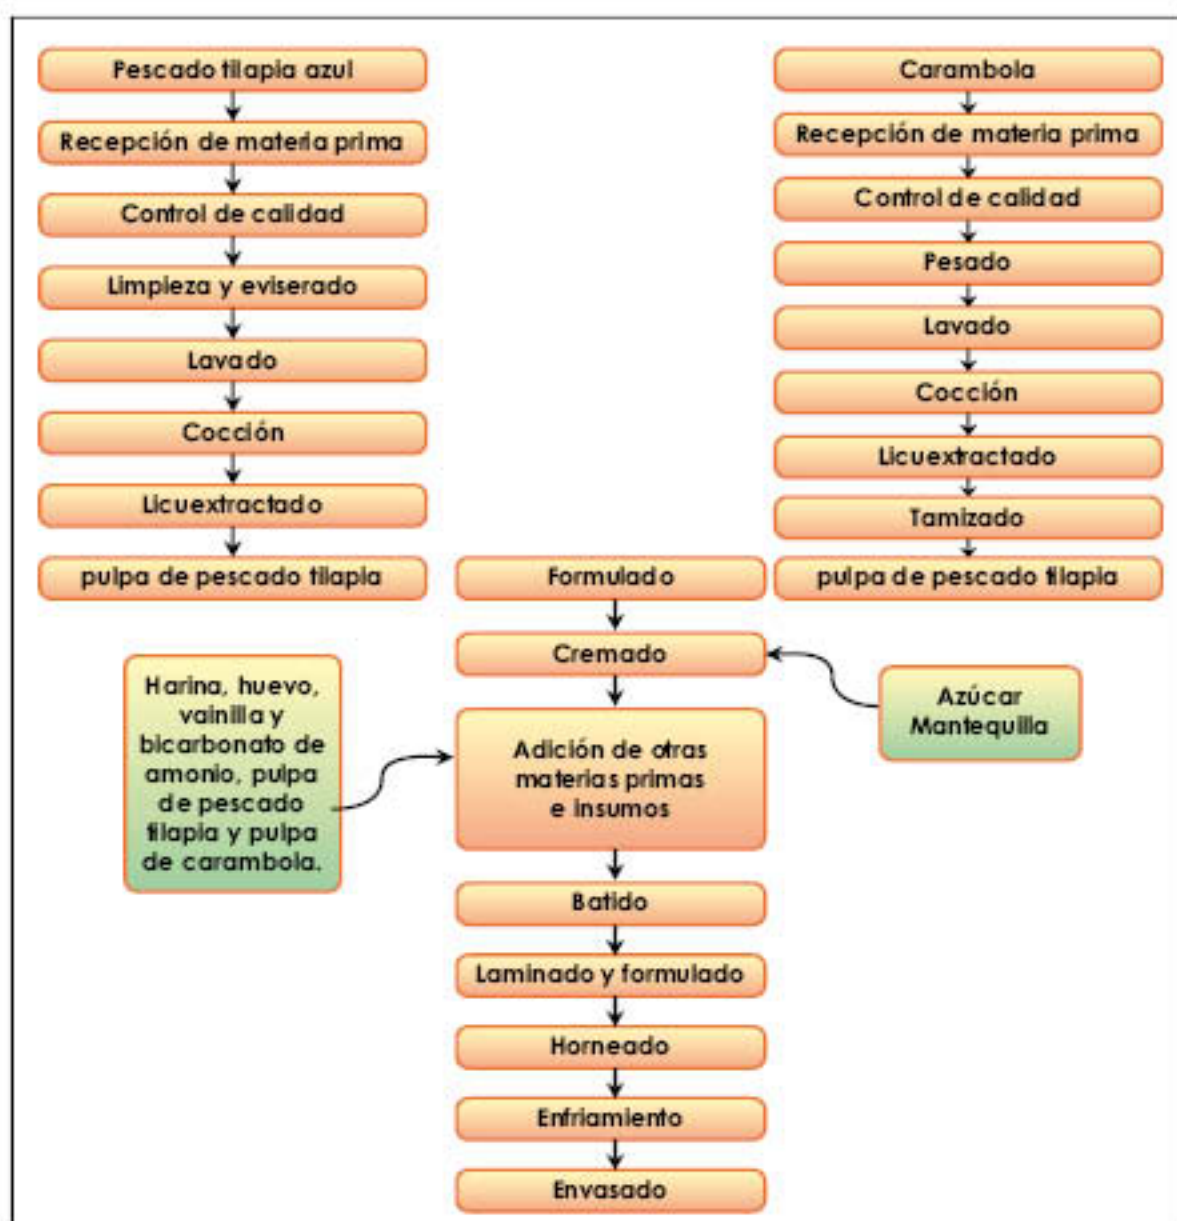 Pescado tilapia azul
Recepción de materia prima
Control de calidad
Limpieza y eviserado
Lavado
Cocción
Licuextractado
pulpa de pescado tilapia
Carambola
Recepción de materia prima
Control de calidad
Pesado
Lavado
Cocción
Licuextractado
Tamizado
pulpa de pescado tilapia
Formulado
Cremado
Azúcar
Mantequilla
Harina, huevo,
vainilla y
bicarbonato de
amonio, pulpa
de pescado
tilapia y pulpa
de carambola.
Adición de otras
materias primas
e insumos
Batido
Laminado y formulado
Horneado
Enfriamiento
Envasado